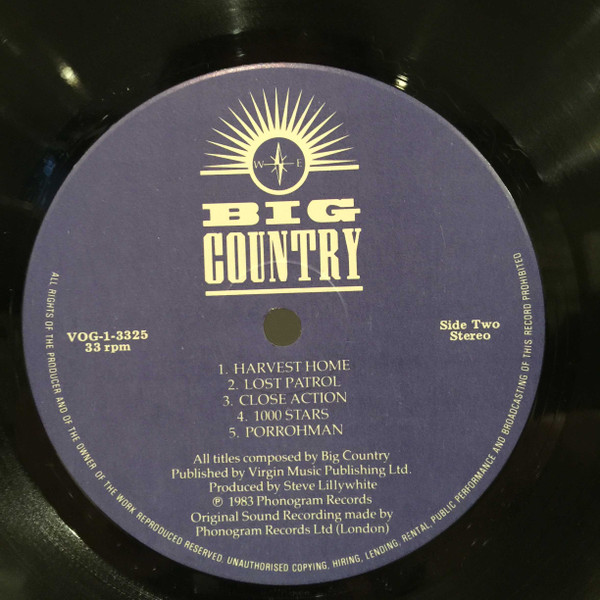 W E
BIG
COUNTRY
VOG-1-3325
33 rpm
Side Two
Stereo
1. HARVEST HOME
2. LOST PATROL
3. CLOSE ACTION
4. 1000 STARS
5. PORROHMAN
All titles composed by Big Country
Published by Virgin Music Publishing Ltd.
Produced by Steve Lillywhite
℗ 1983 Phonogram Records
Original Sound Recording made by
Phonogram Records Ltd (London)
ALL RIGHTS OF THE PRODUCER AND OF THE OWNER OF THE WORK REPRODUCED RESERVED. UNAUTHORISED COPYING, HIRING, LENDING, RENTAL, PUBLIC PERFORMANCE AND BROADCASTING OF THIS RECORD PROHIBITED